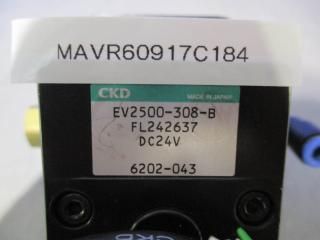 MAVR60917C184
CKD
MADE IN JAPAN
EV2500-308-B
FL242637
DC24V
6202-043